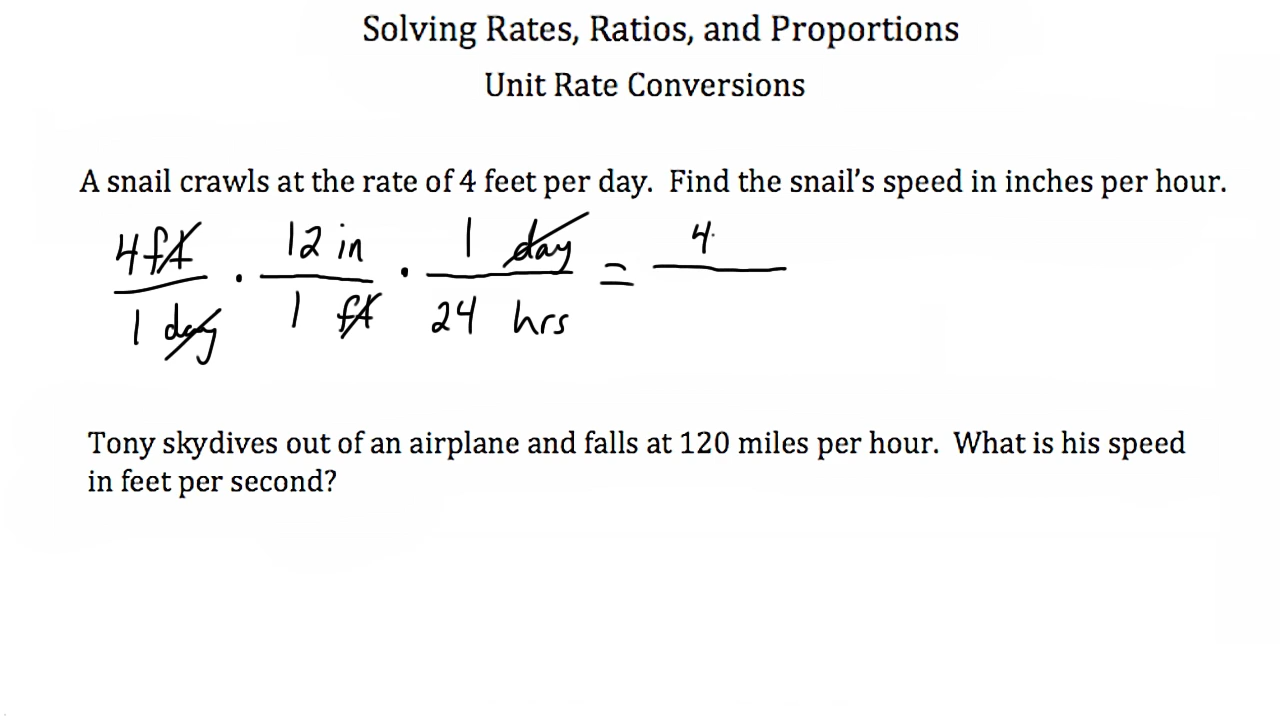 Solving Rates, Ratios, and Proportions
Unit Rate Conversions
A snail crawls at the rate of 4 feet per day.  Find the snail's speed in inches per hour.
4 ft / 1 day · 12 in / 1 ft · 1 day / 24 hrs = 4
Tony skydives out of an airplane and falls at 120 miles per hour.  What is his speed
in feet per second?